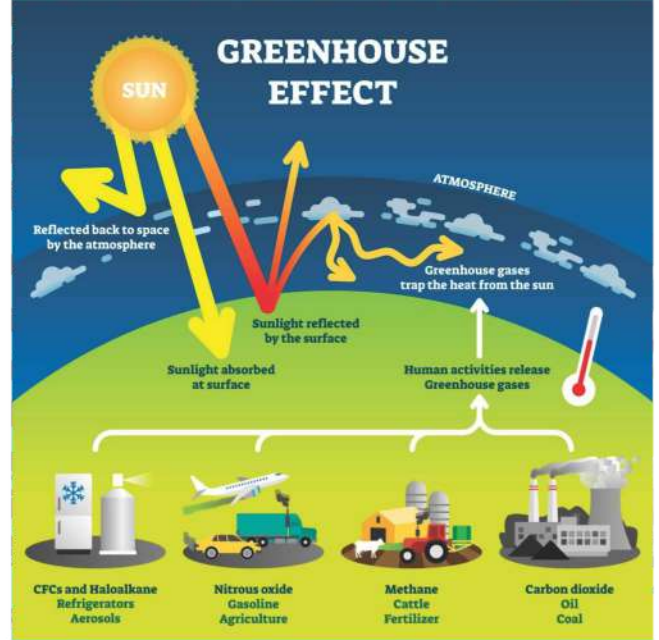 GREENHOUSE
EFFECT
SUN
ATMOSPHERE
Reflected back to space
by the atmosphere
Greenhouse gases
trap the heat from the sun
Sunlight reflected
by the surface
Sunlight absorbed
at surface
Human activities release
Greenhouse gases
CFCs and Haloalkane
Refrigerators
Aerosols
Nitrous oxide
Gasoline
Agriculture
Methane
Cattle
Fertilizer
Carbon dioxide
Oil
Coal